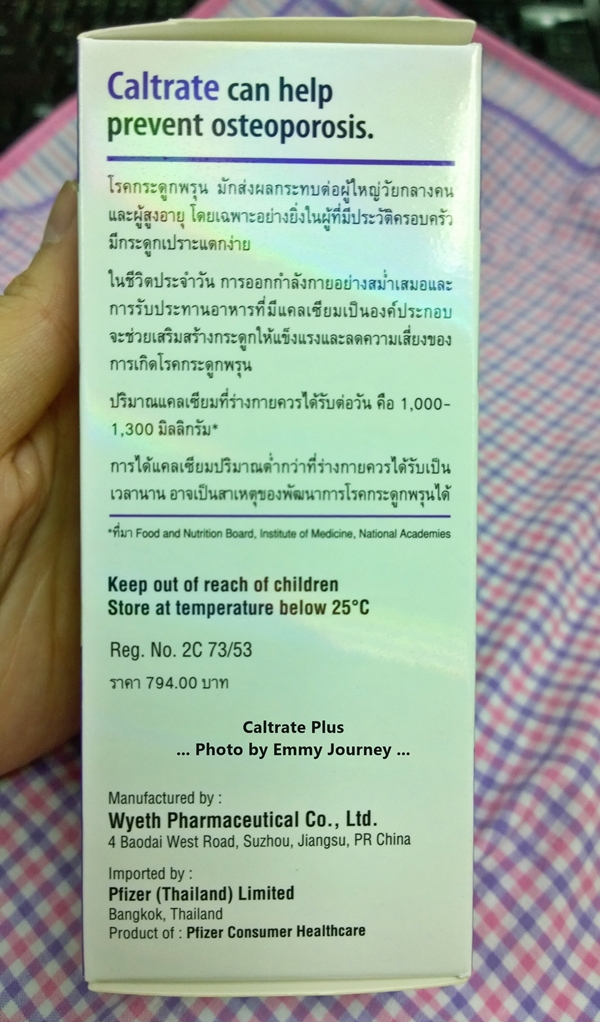 Caltrate can help
prevent osteoporosis.
โรคกระดูกพรุน มักส่งผลกระทบต่อผู้ใหญ่วัยกลางคน
และผู้สูงอายุ โดยเฉพาะอย่างยิ่งในผู้ที่มีประวัติครอบครัว
มีกระดูกเปราะแตกง่าย
ในชีวิตประจำวัน การออกกำลังกายอย่างสม่ำเสมอและ
การรับประทานอาหารที่มีแคลเซียมเป็นองค์ประกอบ
จะช่วยเสริมสร้างกระดูกให้แข็งแรงและลดความเสี่ยงของ
การเกิดโรคกระดูกพรุน
ปริมาณแคลเซียมที่ร่างกายควรได้รับต่อวัน คือ 1,000-
1,300 มิลลิกรัม*
การได้แคลเซียมปริมาณต่ำกว่าที่ร่างกายควรได้รับเป็น
เวลานาน อาจเป็นสาเหตุของพัฒนาการโรคกระดูกพรุนได้
*ที่มา Food and Nutrition Board, Institute of Medicine, National Academies
Keep out of reach of children
Store at temperature below 25°C
Reg. No. 2C 73/53
ราคา 794.00 บาท
Caltrate Plus
... Photo by Emmy Journey ...
Manufactured by :
Wyeth Pharmaceutical Co., Ltd.
4 Baodai West Road, Suzhou, Jiangsu, PR China
Imported by :
Pfizer (Thailand) Limited
Bangkok, Thailand
Product of : Pfizer Consumer Healthcare